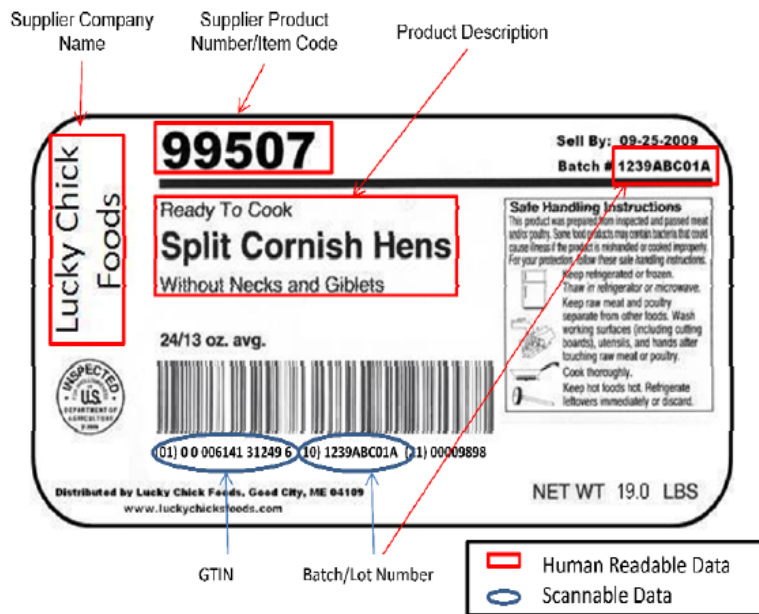 Supplier Company
Name
Supplier Product
Number/Item Code
Product Description
Lucky Chick
Foods
99507
Sell By: 09-25-2009
Batch # 1239ABC01A
Ready To Cook
Split Cornish Hens
Without Necks and Giblets
Safe Handling Instructions
This product was prepared from inspected and passed meat
and/or poultry. Some food products may contain bacteria that could
cause illness if the product is mishandled or cooked improperly.
For your protection, follow these safe handling instructions.
Keep refrigerated or frozen.
Thaw in refrigerator or microwave.
Keep raw meat and poultry
separate from other foods. Wash
working surfaces (including cutting
boards), utensils, and hands after
touching raw meat or poultry.
Cook thoroughly.
Keep hot foods hot. Refrigerate
leftovers immediately or discard.
24/13 oz. avg.
INSPECTED
U.S.
DEPARTMENT OF
AGRICULTURE
(01) 0 0 006141 31249 6 (10) 1239ABC01A (21) 00009898
Distributed by Lucky Chick Foods, Good City, ME 04109
www.luckychicksfoods.com
NET WT 19.0 LBS
GTIN
Batch/Lot Number
Human Readable Data
Scannable Data